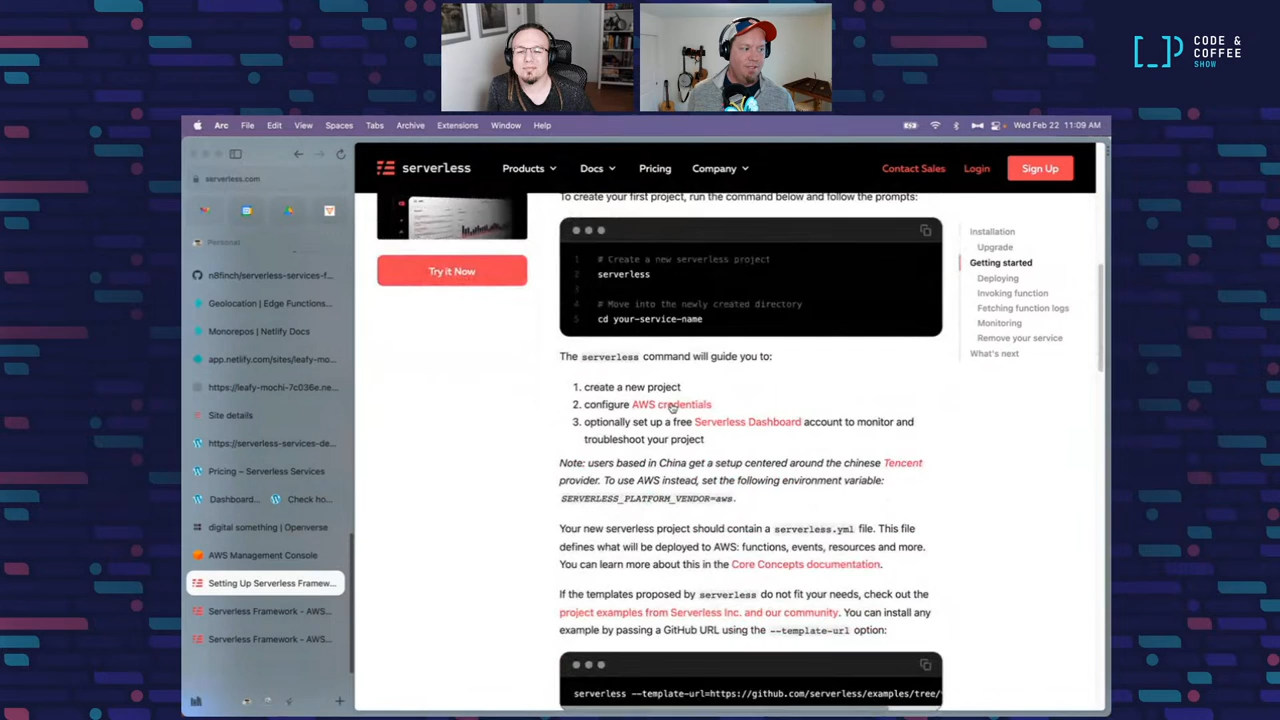 CODE &
COFFEE
SHOW
Arc File Edit View Spaces Tabs Archive Extensions Window Help
Wed Feb 22 11:09 AM
serverless.com
Personal
n8finch/serverless-services-f...
Geolocation | Edge Functions...
Monorepos | Netlify Docs
app.netlify.com/sites/leafy-mo...
https://leafy-mochi-7c036e.ne...
Site details
https://serverless-services-de...
Pricing – Serverless Services
Dashboard... Check ho...
digital something | Openverse
AWS Management Console
Setting Up Serverless Framew...
Serverless Framework - AWS...
Serverless Framework - AWS...
serverless Products Docs Pricing Company Contact Sales Login Sign Up
Try it Now
To create your first project, run the command below and follow the prompts:
1 # Create a new serverless project
2 serverless
3
4 # Move into the newly created directory
5 cd your-service-name
The serverless command will guide you to:
1. create a new project
2. configure AWS credentials
3. optionally set up a free Serverless Dashboard account to monitor and
troubleshoot your project
Note: users based in China get a setup centered around the chinese Tencent
provider. To use AWS instead, set the following environment variable:
SERVERLESS_PLATFORM_VENDOR=aws.
Your new serverless project should contain a serverless.yml file. This file
defines what will be deployed to AWS: functions, events, resources and more.
You can learn more about this in the Core Concepts documentation.
If the templates proposed by serverless do not fit your needs, check out the
project examples from Serverless Inc. and our community. You can install any
example by passing a GitHub URL using the --template-url option:
serverless --template-url=https://github.com/serverless/examples/tree/
Installation
Upgrade
Getting started
Deploying
Invoking function
Fetching function logs
Monitoring
Remove your service
What's next